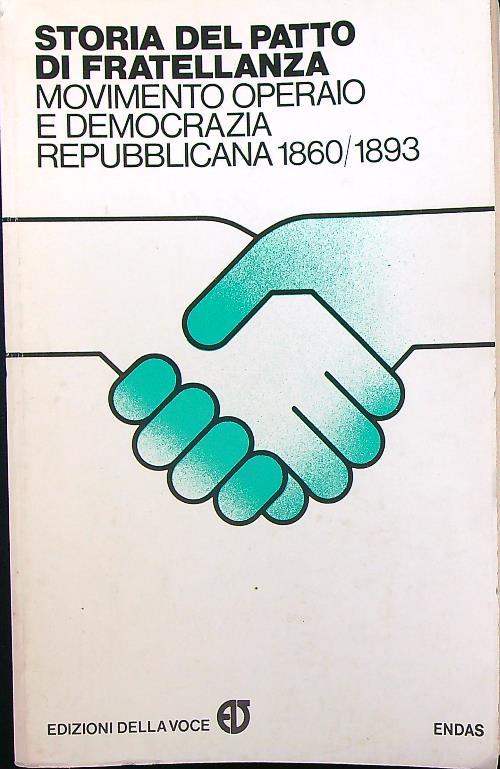 STORIA DEL PATTO
DI FRATELLANZA
MOVIMENTO OPERAIO
E DEMOCRAZIA
REPUBBLICANA 1860/1893
EDIZIONI DELLA VOCE
ENDAS